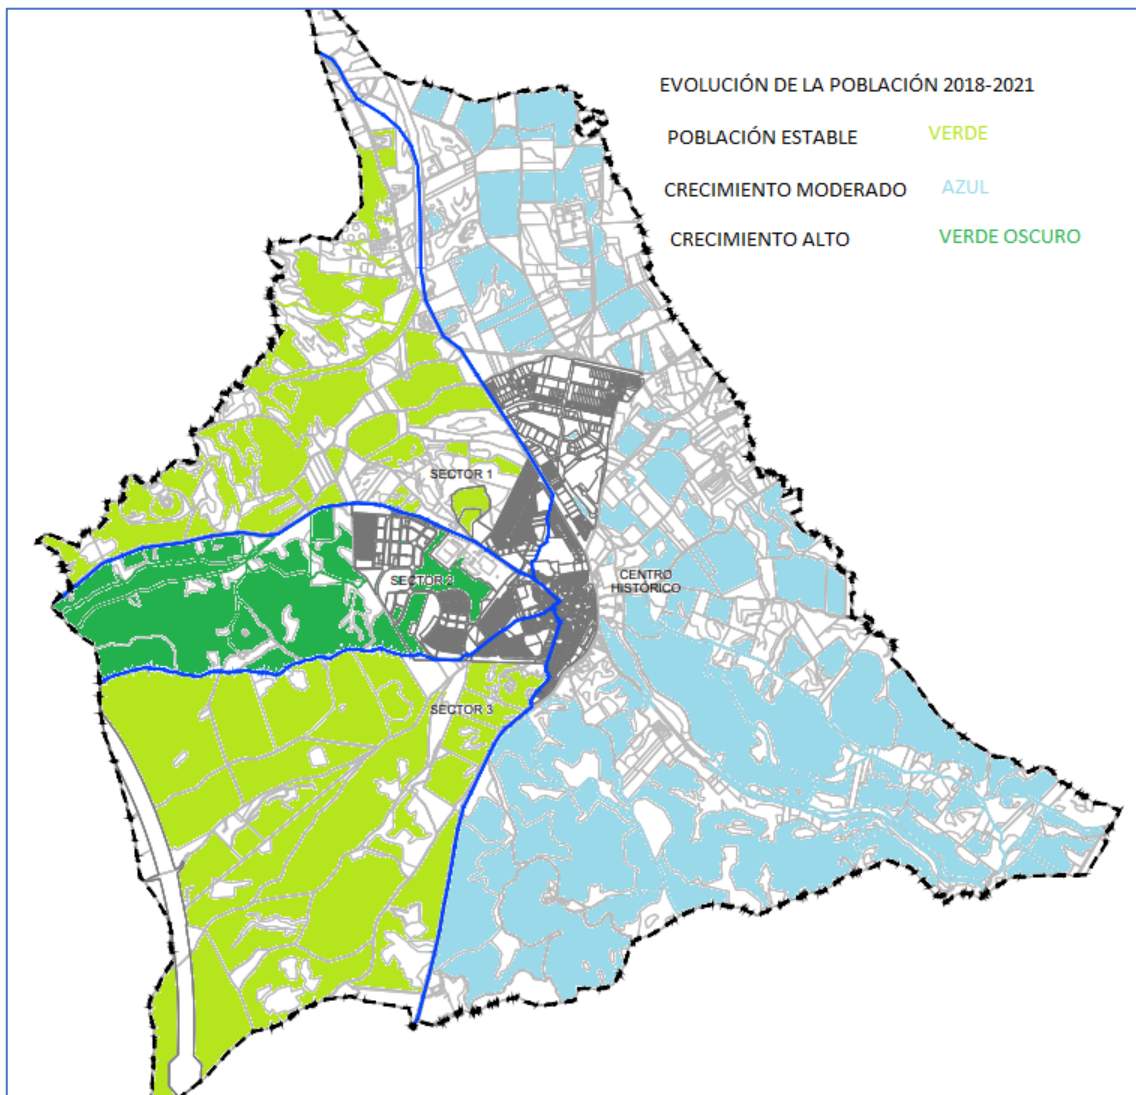 EVOLUCIÓN DE LA POBLACIÓN 2018-2021
POBLACIÓN ESTABLE VERDE
CRECIMIENTO MODERADO AZUL
CRECIMIENTO ALTO VERDE OSCURO
SECTOR 1
SECTOR 2
CENTRO
HISTÓRICO
SECTOR 3